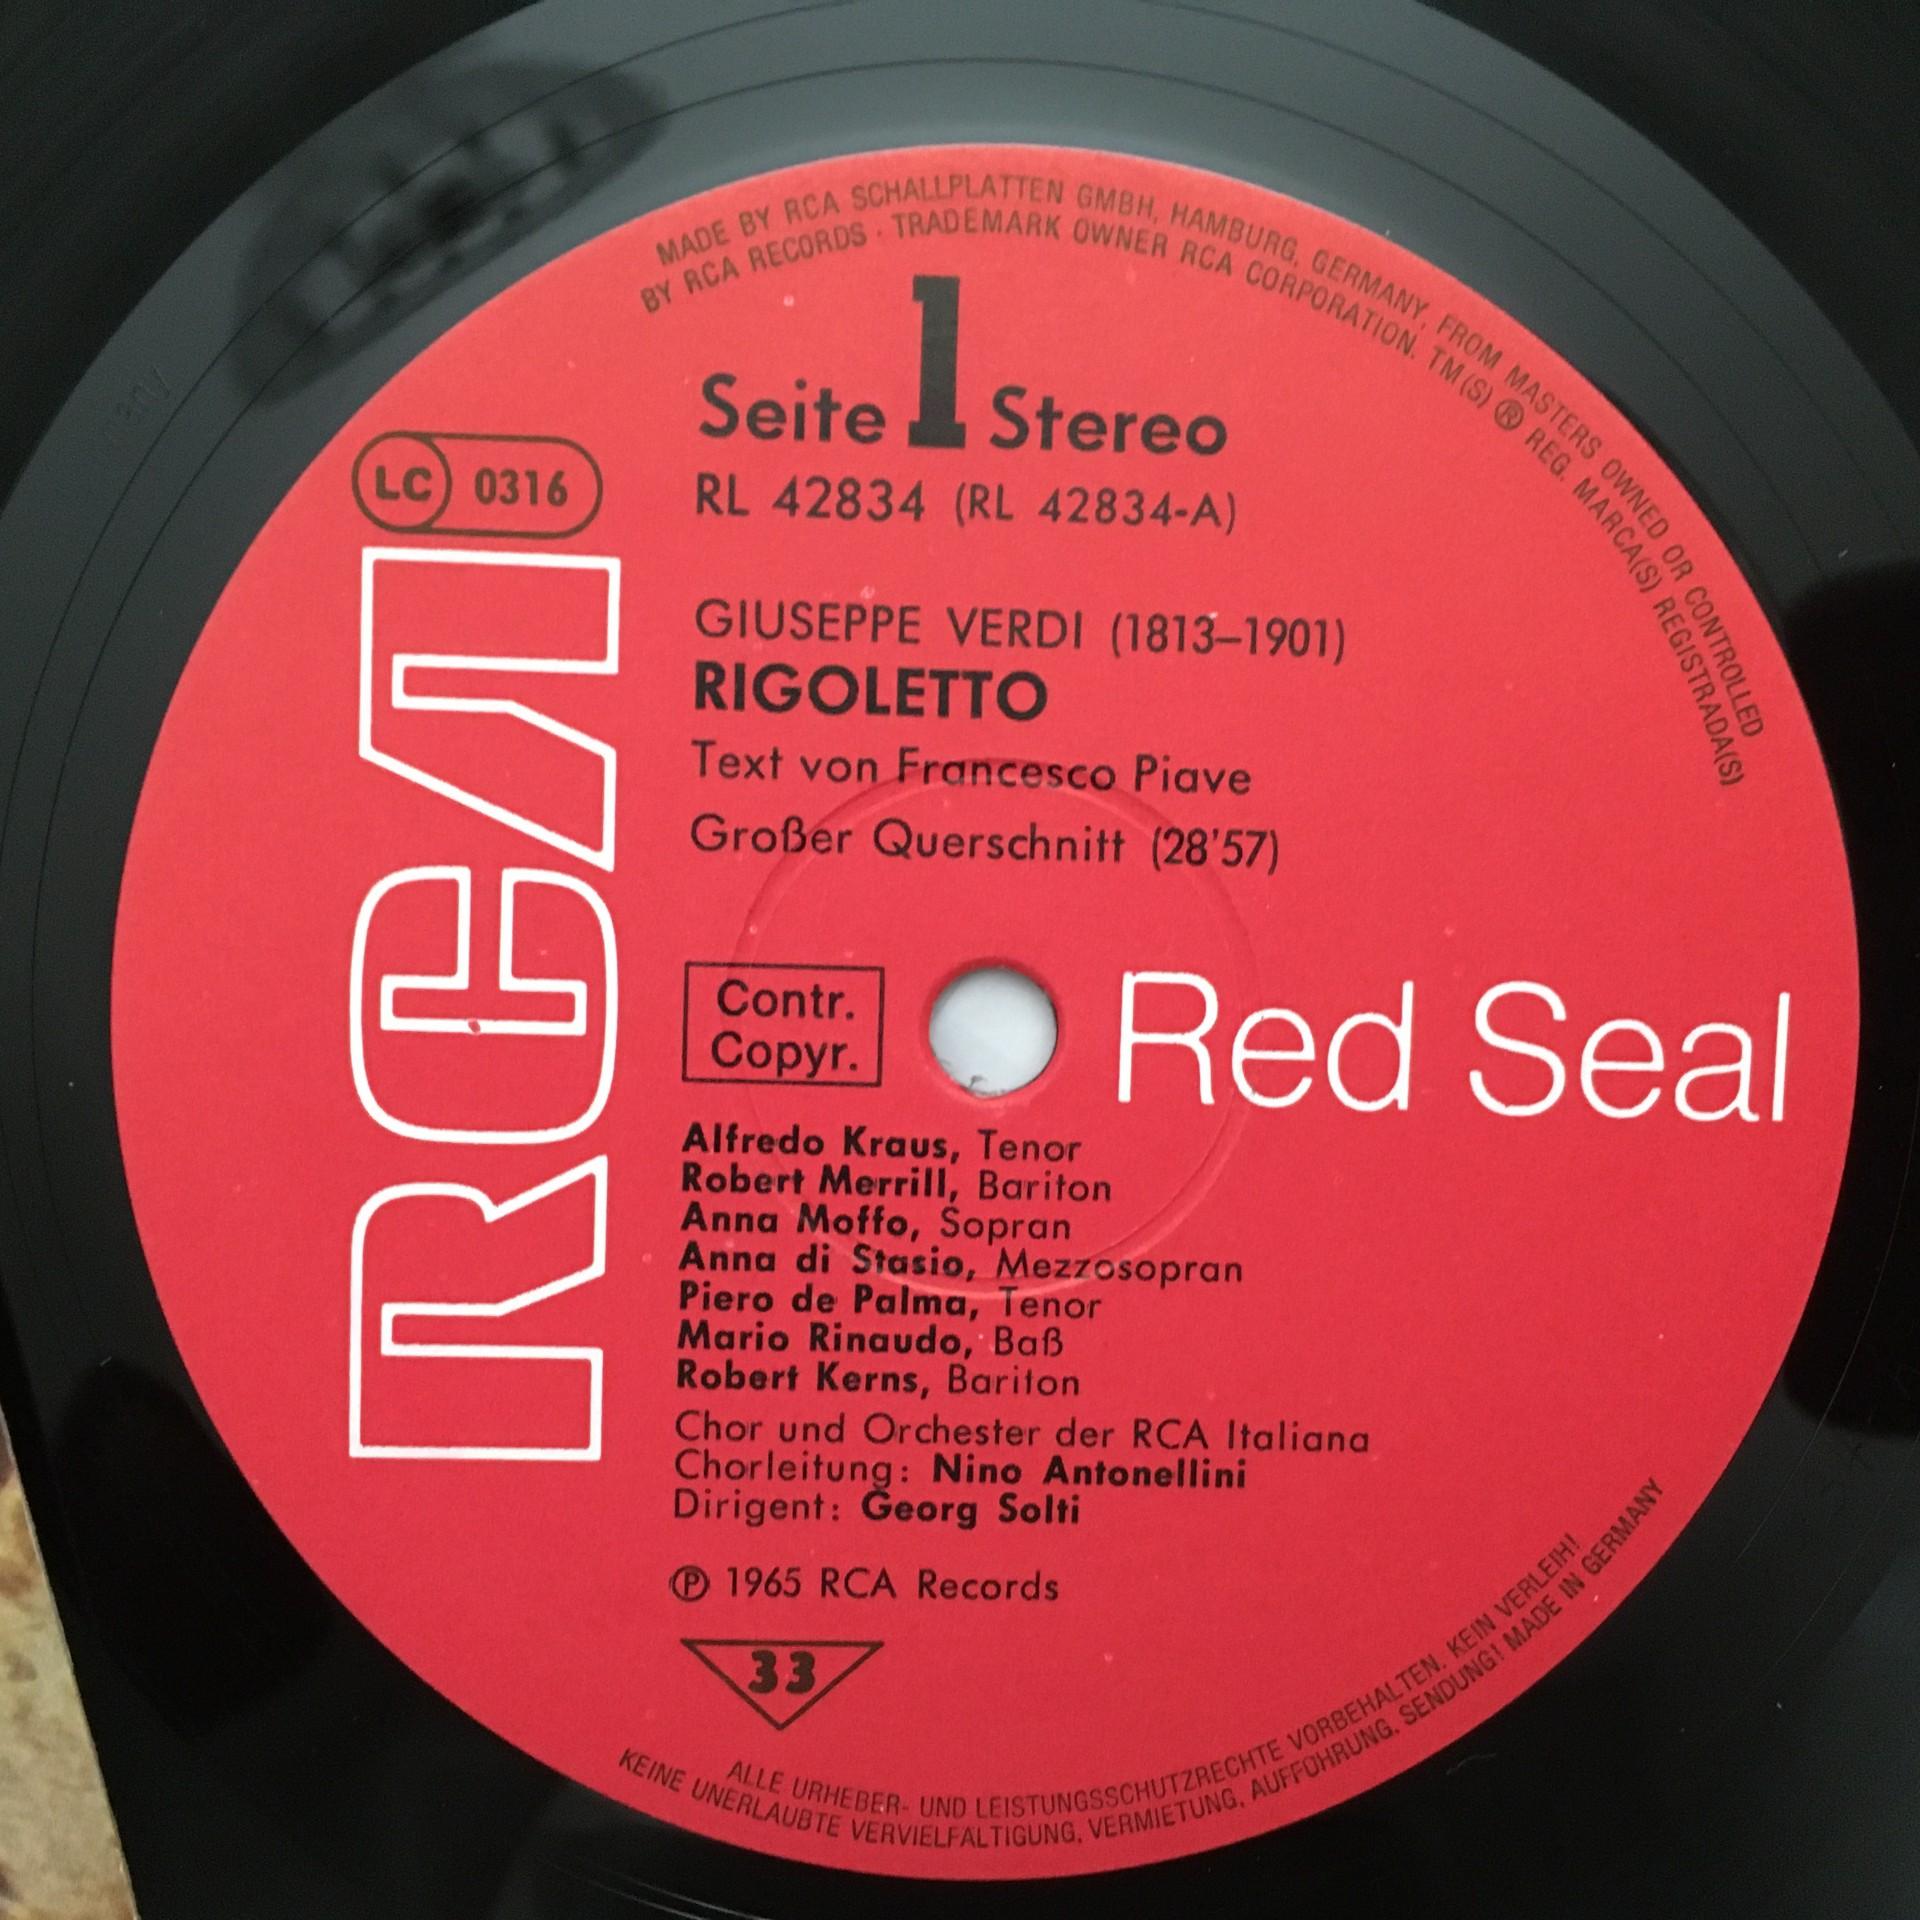 MADE BY RCA SCHALLPLATTEN GMBH, HAMBURG, GERMANY, FROM MASTERS OWNED OR CONTROLLED
BY RCA RECORDS · TRADEMARK OWNER RCA CORPORATION. TM(S) ® REG. MARCA(S) REGISTRADA(S)
Seite 1 Stereo
LC 0316
RL 42834 (RL 42834-A)
GIUSEPPE VERDI (1813–1901)
RIGOLETTO
Text von Francesco Piave
Großer Querschnitt (28'57)
RCA
Contr.
Copyr.
Red Seal
Alfredo Kraus, Tenor
Robert Merrill, Bariton
Anna Moffo, Sopran
Anna di Stasio, Mezzosopran
Piero de Palma, Tenor
Mario Rinaudo, Baß
Robert Kerns, Bariton
Chor und Orchester der RCA Italiana
Chorleitung: Nino Antonellini
Dirigent: Georg Solti
℗ 1965 RCA Records
33
ALLE URHEBER- UND LEISTUNGSSCHUTZRECHTE VORBEHALTEN. KEIN VERLEIH!
KEINE UNERLAUBTE VERVIELFÄLTIGUNG, VERMIETUNG, AUFFÜHRUNG, SENDUNG! MADE IN GERMANY